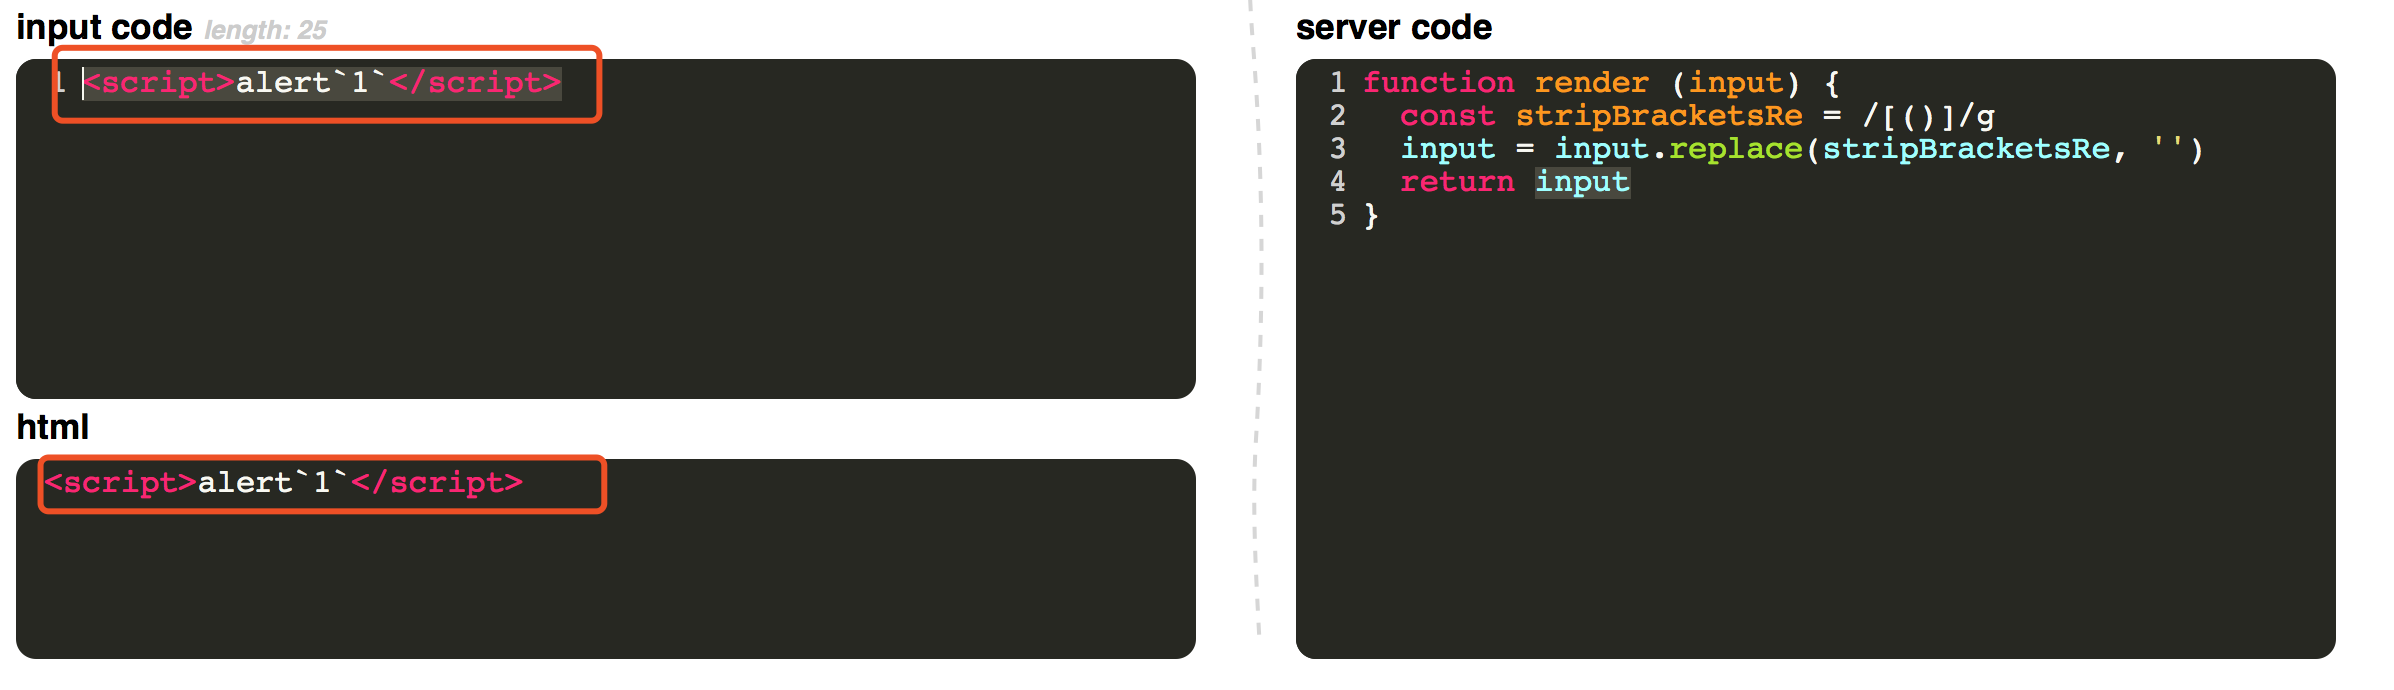 input code length: 25
1 <script>alert`1`</script>
html
<script>alert`1`</script>
server code
1 function render (input) {
2   const stripBracketsRe = /[()]/g
3   input = input.replace(stripBracketsRe, '')
4   return input
5 }